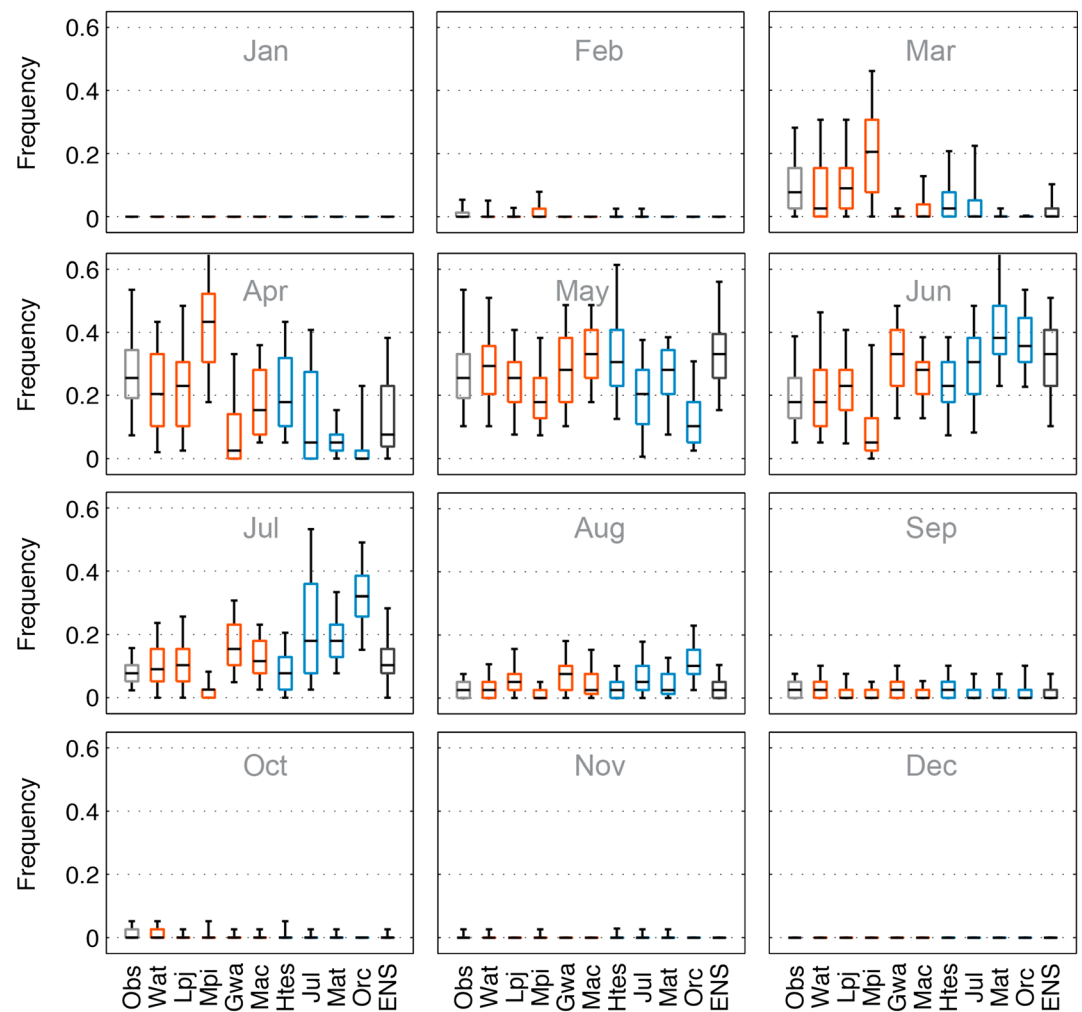 Frequency
0.6
0.4
0.2
0
Jan
Feb
Mar
Frequency
0.6
0.4
0.2
0
Apr
May
Jun
Frequency
0.6
0.4
0.2
0
Jul
Aug
Sep
Frequency
0.6
0.4
0.2
0
Oct
Nov
Dec
Obs Wat Lpj Mpi Gwa Mac Htes Jul Mat Orc ENS
Obs Wat Lpj Mpi Gwa Mac Htes Jul Mat Orc ENS
Obs Wat Lpj Mpi Gwa Mac Htes Jul Mat Orc ENS